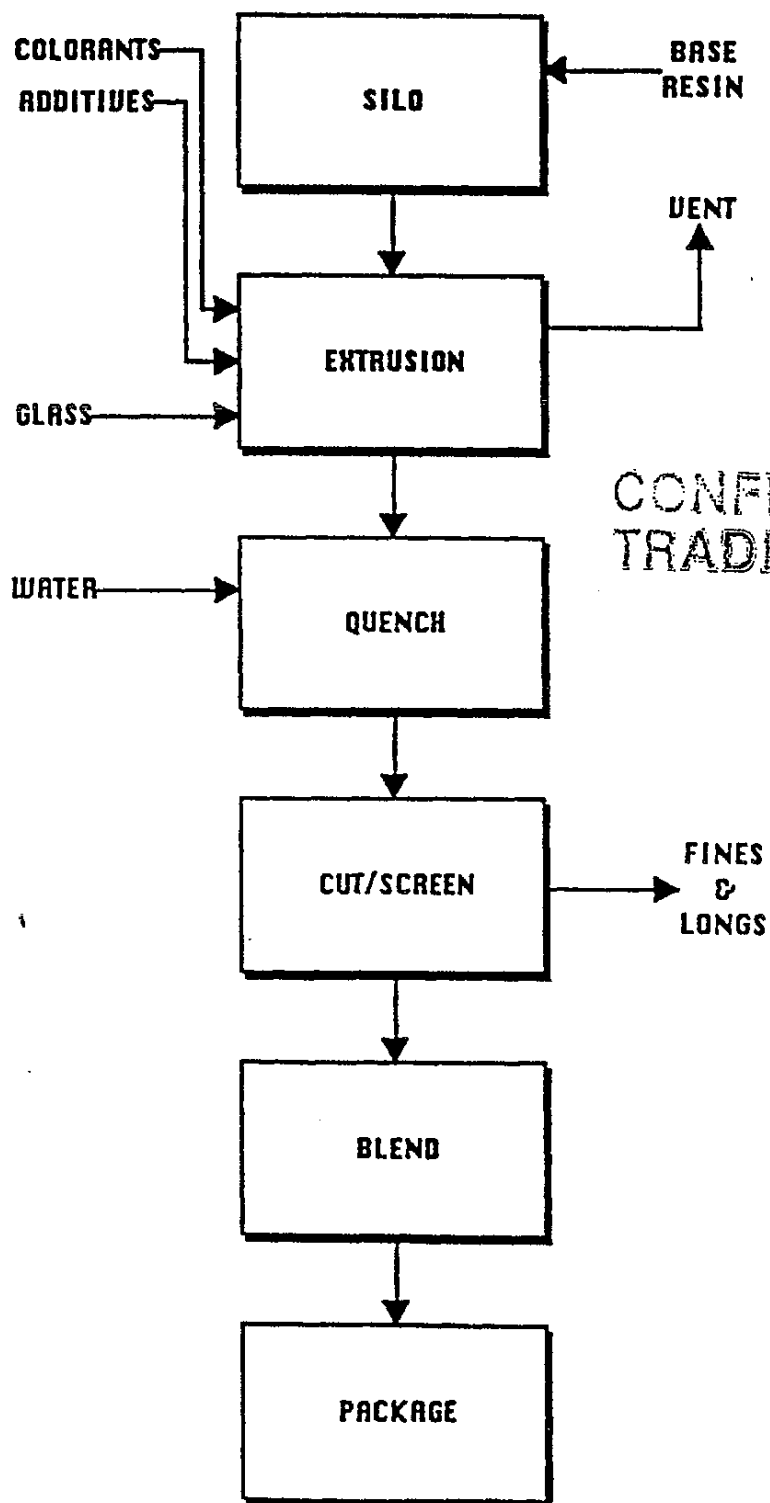 COLORANTS
ADDITIVES
SILO
BASE
RESIN
VENT
EXTRUSION
GLASS
WATER
QUENCH
CUT/SCREEN
FINES
&
LONGS
BLEND
PACKAGE